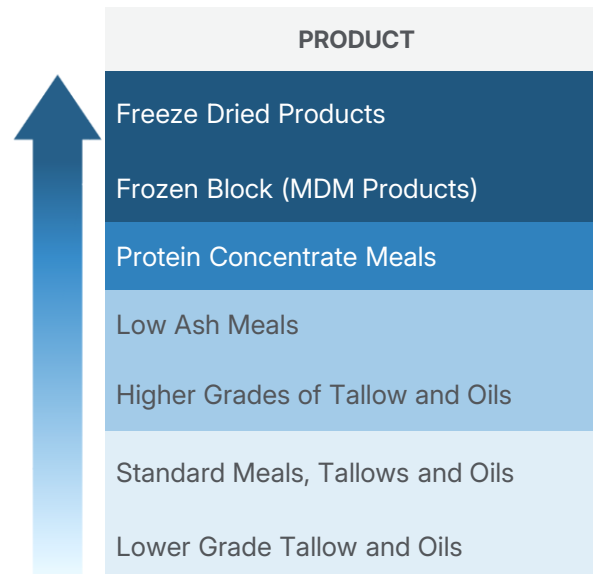 PRODUCT
Freeze Dried Products
Frozen Block (MDM Products)
Protein Concentrate Meals
Low Ash Meals
Higher Grades of Tallow and Oils
Standard Meals, Tallows and Oils
Lower Grade Tallow and Oils